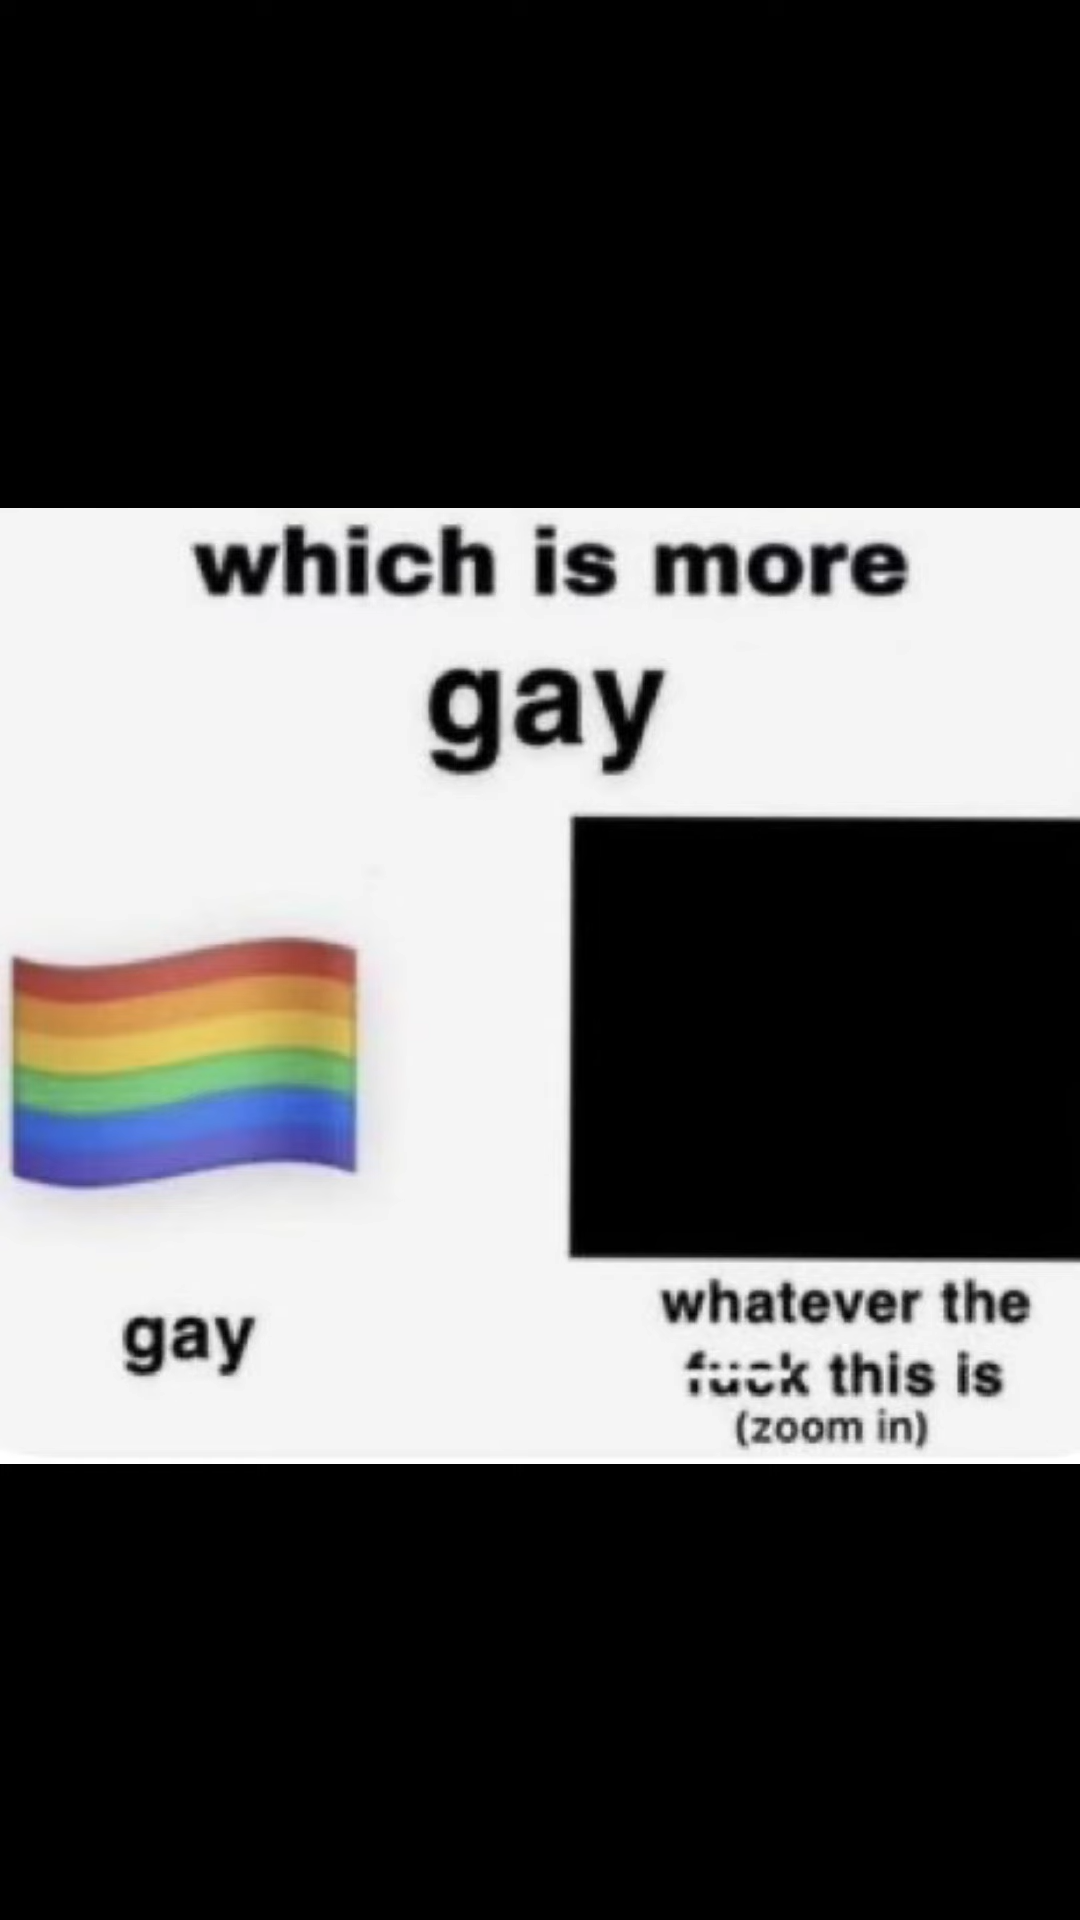 which is more
gay
gay
whatever the
fuck this is
(zoom in)